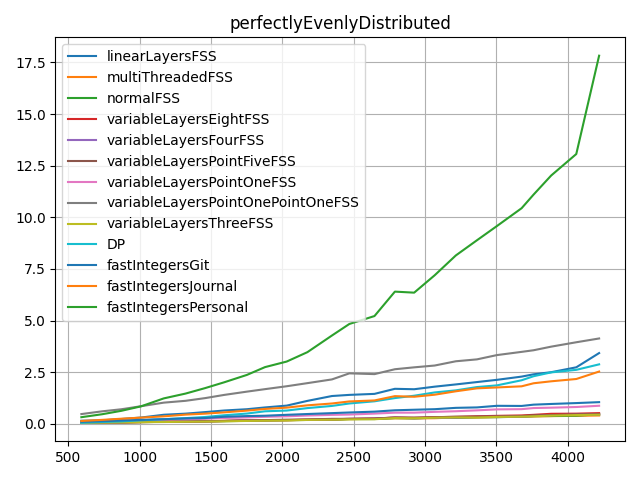 perfectlyEvenlyDistributed
17.5
15.0
12.5
10.0
7.5
5.0
2.5
0.0
linearLayersFSS
multiThreadedFSS
normalFSS
variableLayersEightFSS
variableLayersFourFSS
variableLayersPointFiveFSS
variableLayersPointOneFSS
variableLayersPointOnePointOneFSS
variableLayersThreeFSS
DP
fastIntegersGit
fastIntegersJournal
fastIntegersPersonal
500 1000 1500 2000 2500 3000 3500 4000